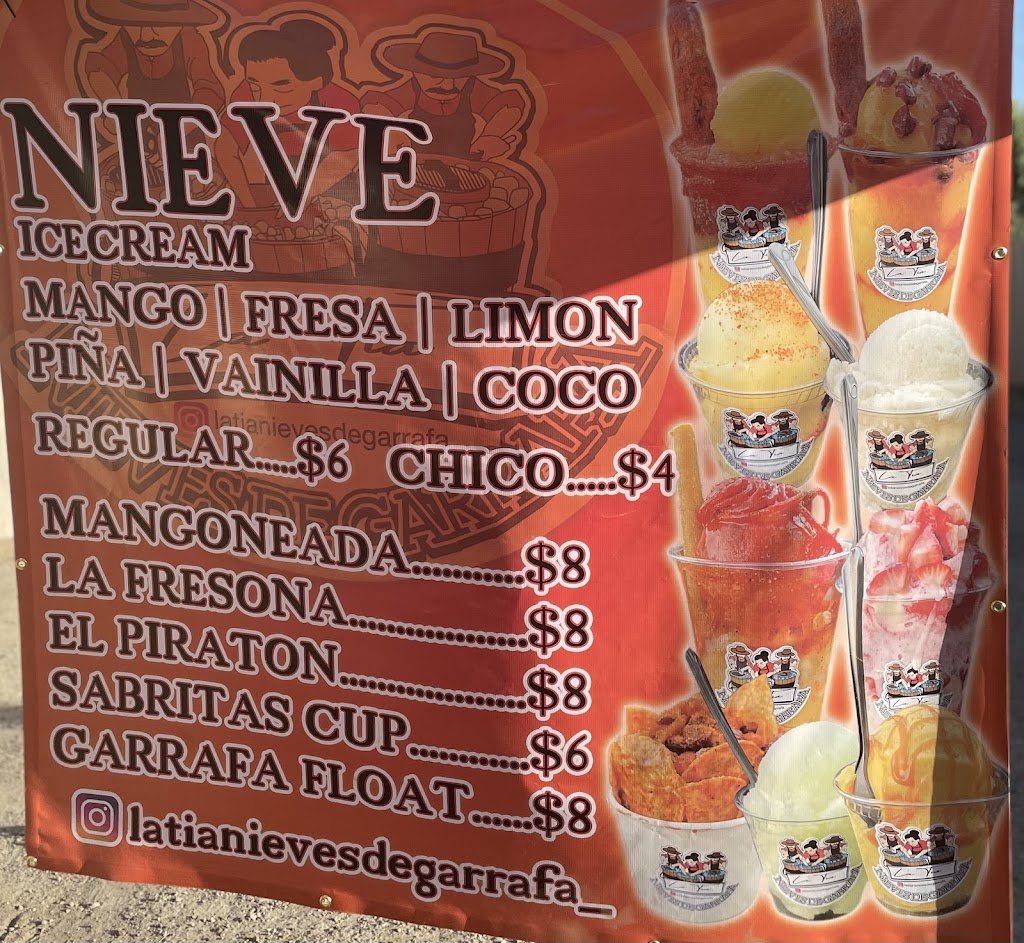 NIEVE
ICECREAM
MANGO | FRESA | LIMON
PIÑA | VAINILLA | COCO
latianievesdegarrafa_
REGULAR.....$6 CHICO.....$4
MANGONEADA...........$8
LA FRESONA.................$8
EL PIRATON.................$8
SABRITAS CUP...........$6
GARRAFA FLOAT......$8
latianievesdegarrafa_